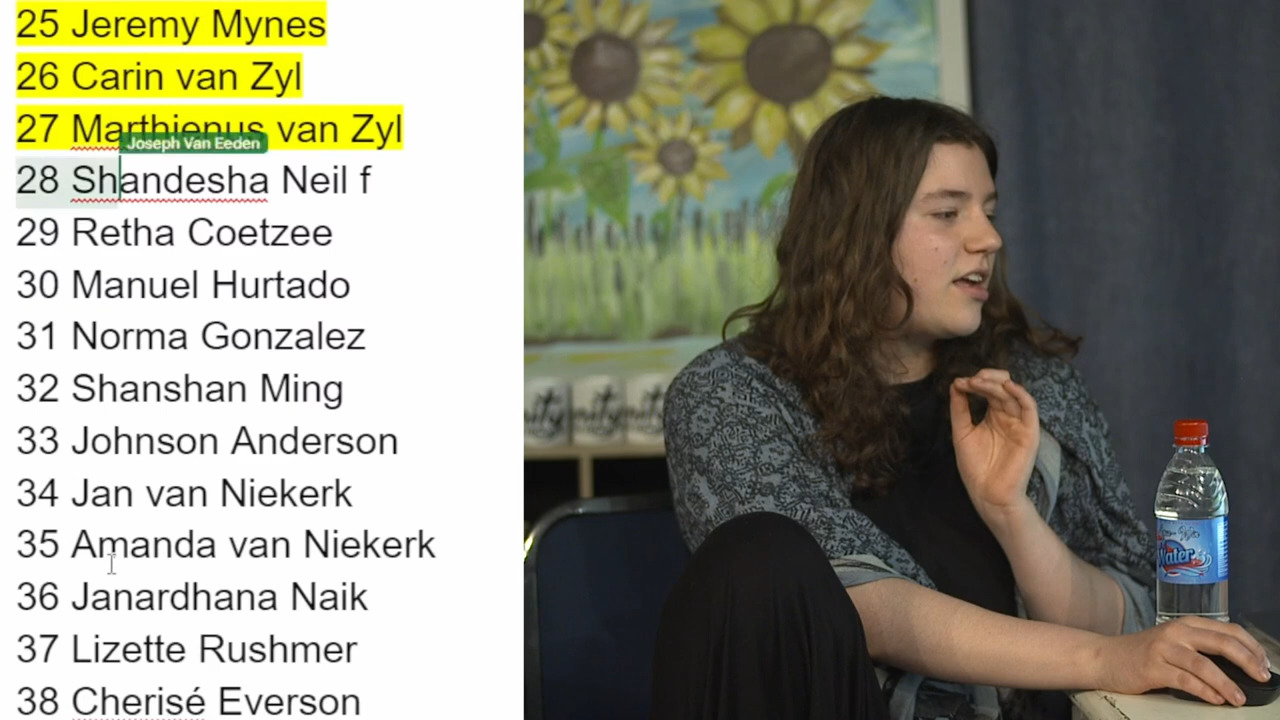 25 Jeremy Mynes
26 Carin van Zyl
27 Marthienus van Zyl
Joseph Van Eeden
28 Shandesha Neil f
29 Retha Coetzee
30 Manuel Hurtado
31 Norma Gonzalez
32 Shanshan Ming
33 Johnson Anderson
34 Jan van Niekerk
35 Amanda van Niekerk
36 Janardhana Naik
37 Lizette Rushmer
38 Cherisé Everson
Water